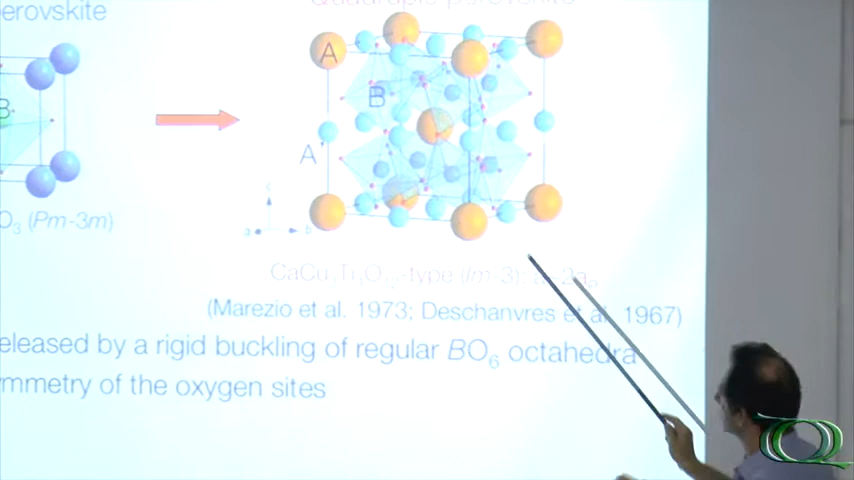 erovskite
Quadruple perovskite
A
B
B
A'
c
a
b
O3 (Pm-3m)
CaCu3Ti4O12-type (Im-3);
(Marezio et al. 1973; Deschanvres et al. 1967)
eleased by a rigid buckling of regular BO6 octahedra
mmetry of the oxygen sites